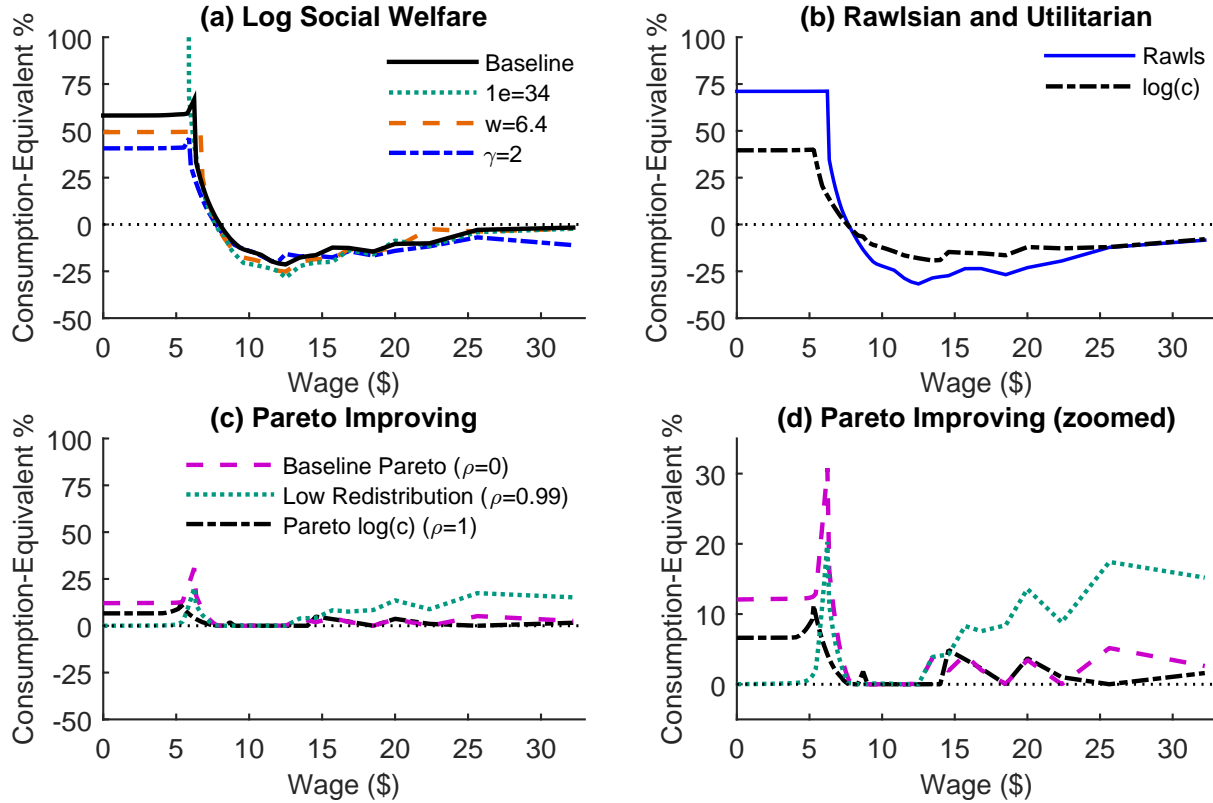 (a) Log Social Welfare
Consumption-Equivalent %
100
75
50
25
0
-25
-50
0 5 10 15 20 25 30
Wage ($)
Baseline
1e=34
w=6.4
γ=2
(b) Rawlsian and Utilitarian
Consumption-Equivalent %
100
75
50
25
0
-25
-50
0 5 10 15 20 25 30
Wage ($)
Rawls
log(c)
(c) Pareto Improving
Consumption-Equivalent %
100
75
50
25
0
-25
-50
0 5 10 15 20 25 30
Wage ($)
Baseline Pareto (ρ=0)
Low Redistribution (ρ=0.99)
Pareto log(c) (ρ=1)
(d) Pareto Improving (zoomed)
Consumption-Equivalent %
30
20
10
0
0 5 10 15 20 25 30
Wage ($)